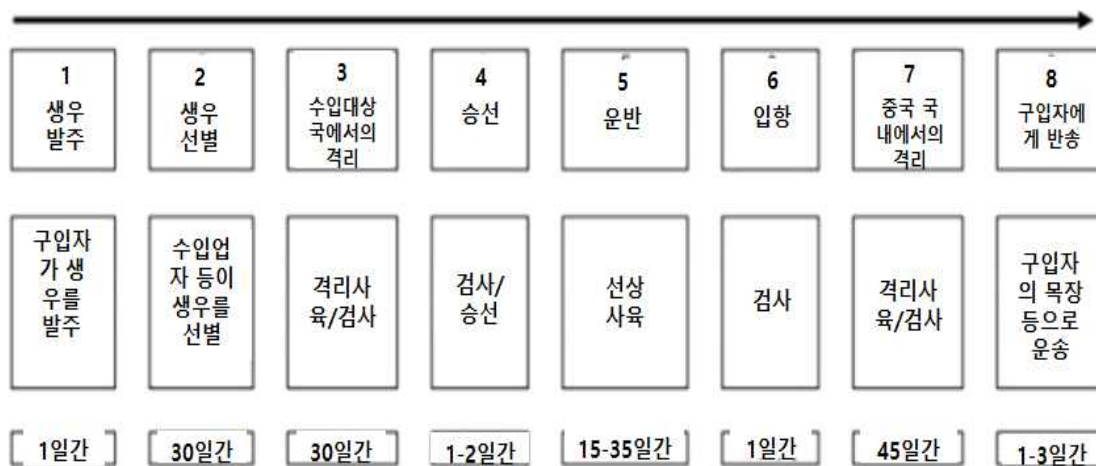 1
생우
발주
2
생우
선별
3
수입대상
국에서의
격리
4
승선
5
운반
6
입항
7
중국 국
내에서의
격리
8
구입자에
게 반송
구입자
가 생
우를
발주
수입업
자 등이
생우를
선별
격리사
육/검사
검사/
승선
선상
사육
검사
격리사
육/검사
구입자
의 목장
등으로
운송
1일간
30일간
30일간
1-2일간
15-35일간
1일간
45일간
1-3일간